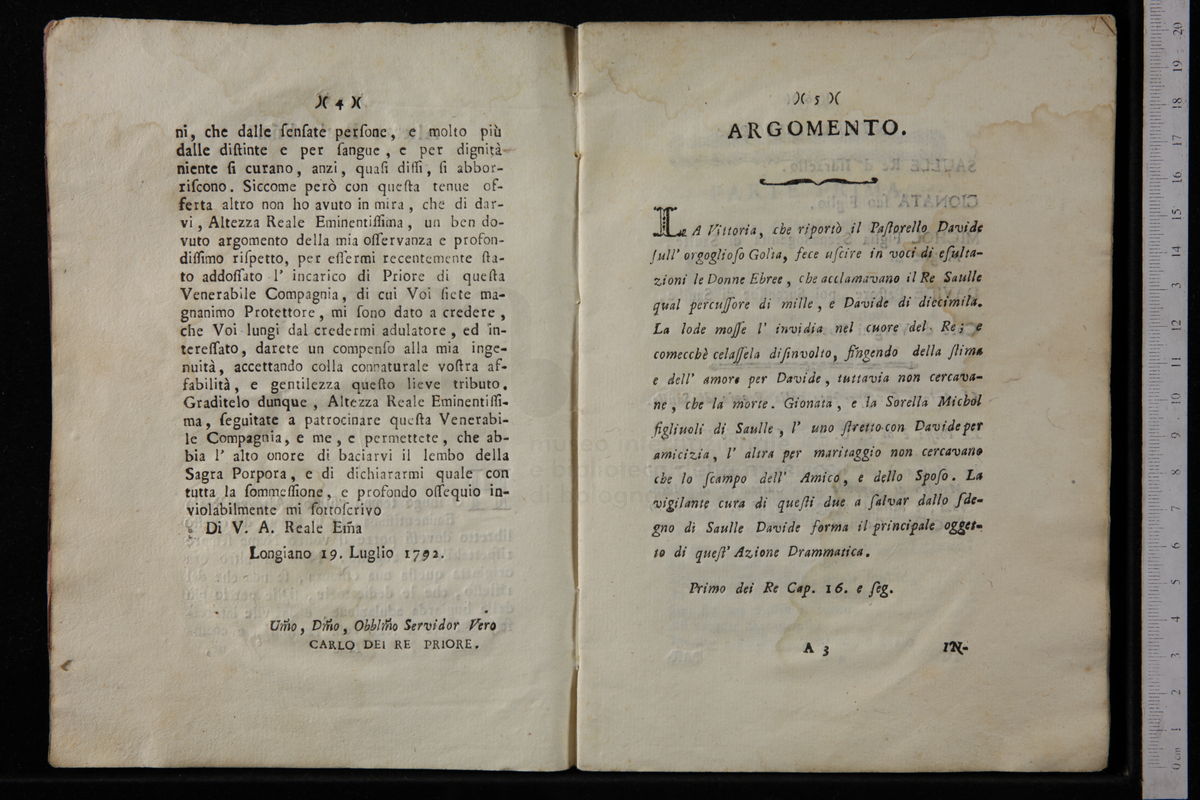 )( 4 )(
ni, che dalle ſenſate perſone, e molto più
dalle diſtinte e per ſangue, e per dignità
niente ſi curano, anzi, quaſi diſſi, ſi abbor-
riſcono. Siccome però con queſta tenue of-
ferta altro non ho avuto in mira, che di dar-
vi, Altezza Reale Eminentiſſima, un ben do-
vuto argomento della mia oſſervanza e profon-
diſſimo riſpetto, per eſſermi recentemente ſta-
to addoſſato l' incarico di Priore di queſta
Venerabile Compagnia, di cui Voi ſiete ma-
gnanimo Protettore, mi ſono dato a credere,
che Voi lungi dal credermi adulatore, ed in-
tereſſato, darete un compenſo alla mia inge-
nuità, accettando colla connaturale voſtra af-
fabilità, e gentilezza queſto lieve tributo.
Graditelo dunque, Altezza Reale Eminentiſſi-
ma, ſeguitate a patrocinare queſta Venerabi-
le Compagnia, e me, e permettete, che ab-
bia l' alto onore di baciarvi il lembo della
Sagra Porpora, e di dichiararmi quale con
tutta la ſommeſſione, e profondo oſſequio in-
violabilmente mi ſottoſcrivo
Di V. A. Reale Em̃a
Longiano 19. Luglio 1792.
Um̃o, Dm̃o, Obblm̃o Servidor Vero
CARLO DEI RE PRIORE.
)( 5 )(
ARGOMENTO.
LA Vittoria, che riportò il Paſtorello Davide
ſull' orgoglioſo Golìa, fece uſcire in voci di eſulta-
zioni le Donne Ebree, che acclamavano il Re Saulle
qual percuſſore di mille, e Davide di diecimila.
La lode moſſe l' invidia nel cuore del Re; e
comecchè celaſſela diſinvolto, fingendo della ſtima
e dell' amore per Davide, tuttavia non cercava-
ne, che la morte. Gionata, e la Sorella Michol
figliuoli di Saulle, l' uno ſtretto con Davide per
amicizia, l' altra per maritaggio non cercavano
che lo ſcampo dell' Amico, e dello Spoſo. La
vigilante cura di queſti due a ſalvar dallo ſde-
gno di Saulle Davide forma il principale ogget-
to di queſt' Azione Drammatica.
Primo dei Re Cap. 16. e ſeg.
A 3 IN-